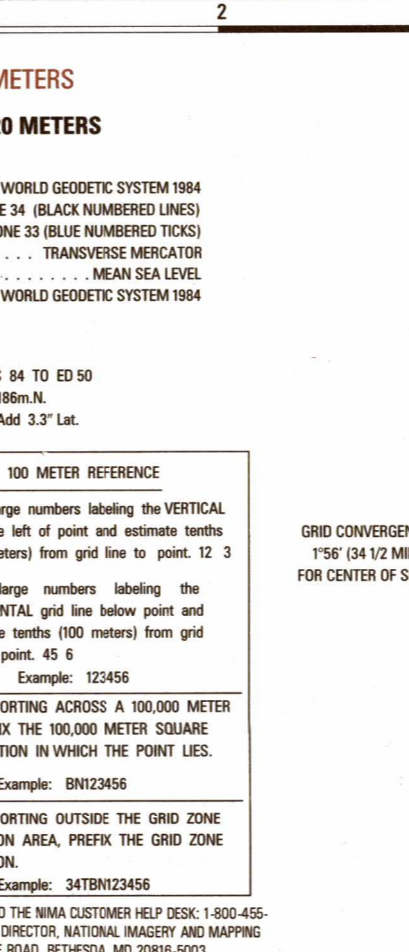 2
METERS
20 METERS
WORLD GEODETIC SYSTEM 1984
E 34 (BLACK NUMBERED LINES)
ONE 33 (BLUE NUMBERED TICKS)
. . . . TRANSVERSE MERCATOR
. . . . . . . . . MEAN SEA LEVEL
WORLD GEODETIC SYSTEM 1984
84 TO ED 50
186m.N.
Add 3.3" Lat.
100 METER REFERENCE
arge numbers labeling the VERTICAL
e left of point and estimate tenths
eters) from grid line to point. 12 3
large numbers labeling the
NTAL grid line below point and
e tenths (100 meters) from grid
point. 45 6
Example: 123456
ORTING ACROSS A 100,000 METER
IX THE 100,000 METER SQUARE
TION IN WHICH THE POINT LIES.
Example: BN123456
ORTING OUTSIDE THE GRID ZONE
ON AREA, PREFIX THE GRID ZONE
ON.
Example: 34TBN123456
GRID CONVERGEN
1°56' (34 1/2 MI
FOR CENTER OF S
O THE NIMA CUSTOMER HELP DESK: 1-800-455-
DIRECTOR, NATIONAL IMAGERY AND MAPPING
E ROAD, BETHESDA, MD 20816-5003